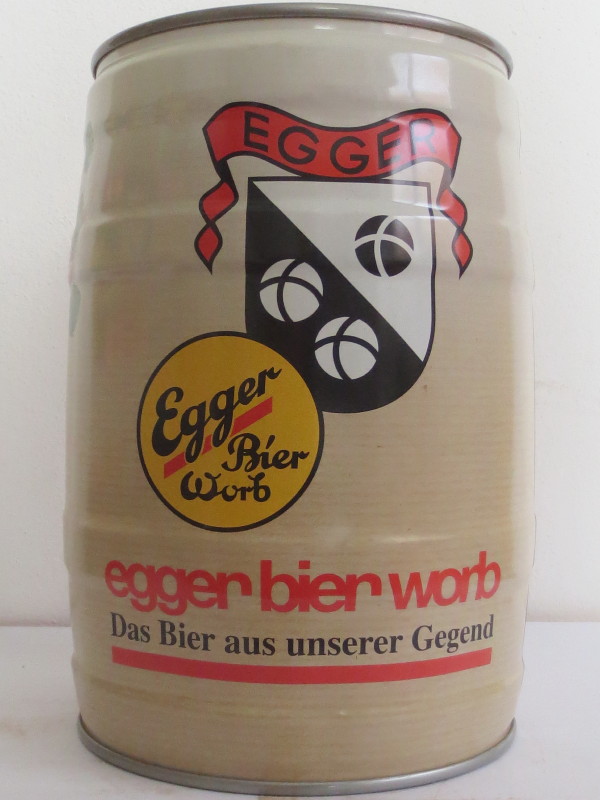 EGGER
Egger
Bier
Worb
egger bier worb
Das Bier aus unserer Gegend